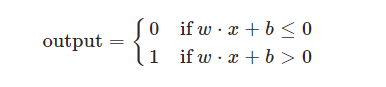 output = { 0 if w · x + b ≤ 0
1 if w · x + b > 0